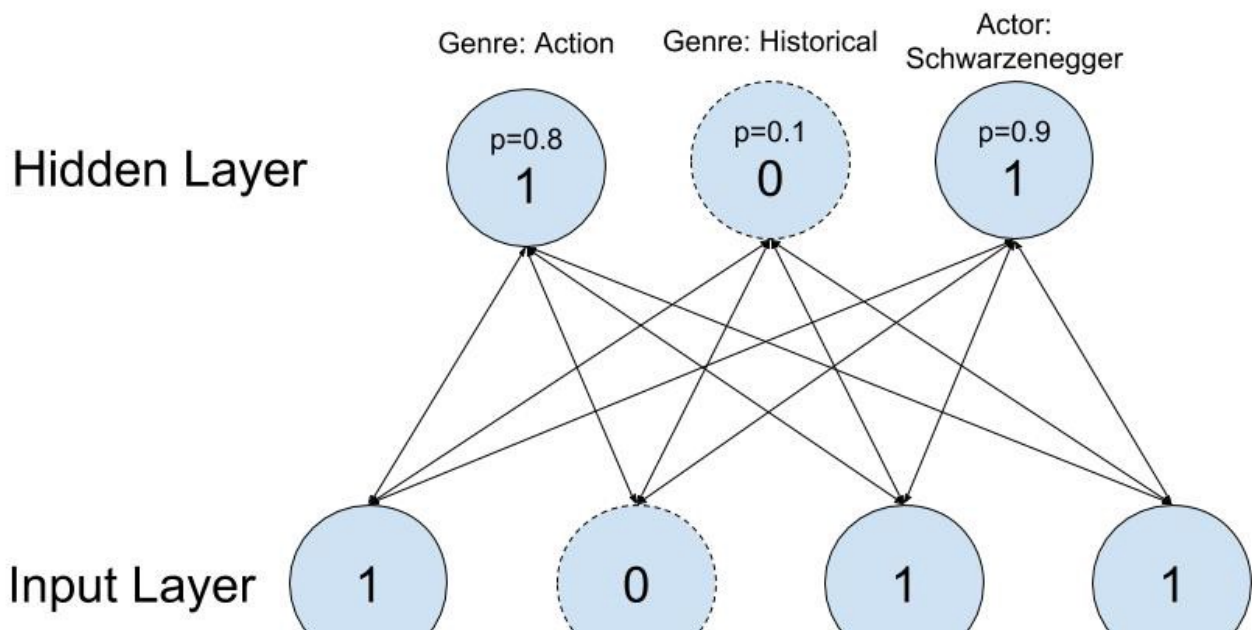 Genre: Action
Genre: Historical
Actor:
Schwarzenegger
Hidden Layer
p=0.8
1
p=0.1
0
p=0.9
1
Input Layer
1
0
1
1